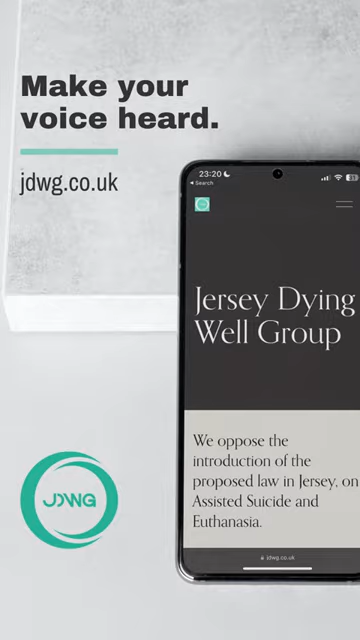 Make your
voice heard.
jdwg.co.uk
23:20
Search
Jersey Dying
Well Group
We oppose the
introduction of the
proposed law in Jersey, on
Assisted Suicide and
Euthanasia.
jdwg.co.uk
JDWG